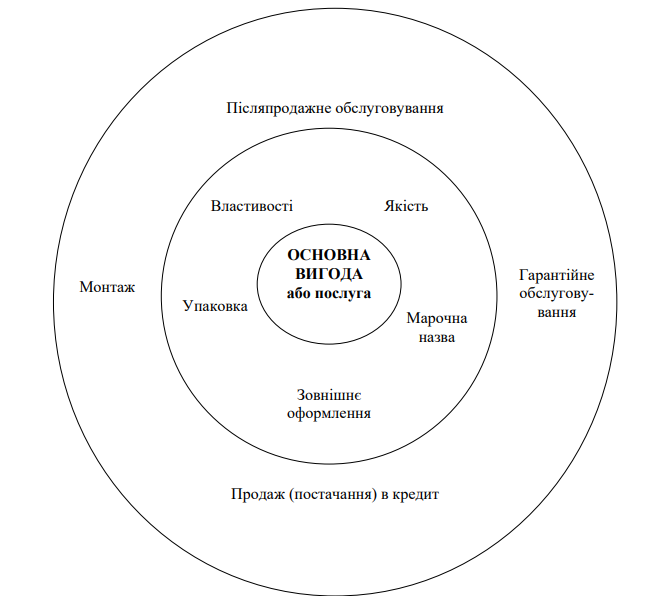 Післяпродажне обслуговування
Властивості
Якість
ОСНОВНА
ВИГОДА
або послуга
Монтаж
Упаковка
Марочна
назва
Гарантійне
обслугову-
вання
Зовнішнє
оформлення
Продаж (постачання) в кредит